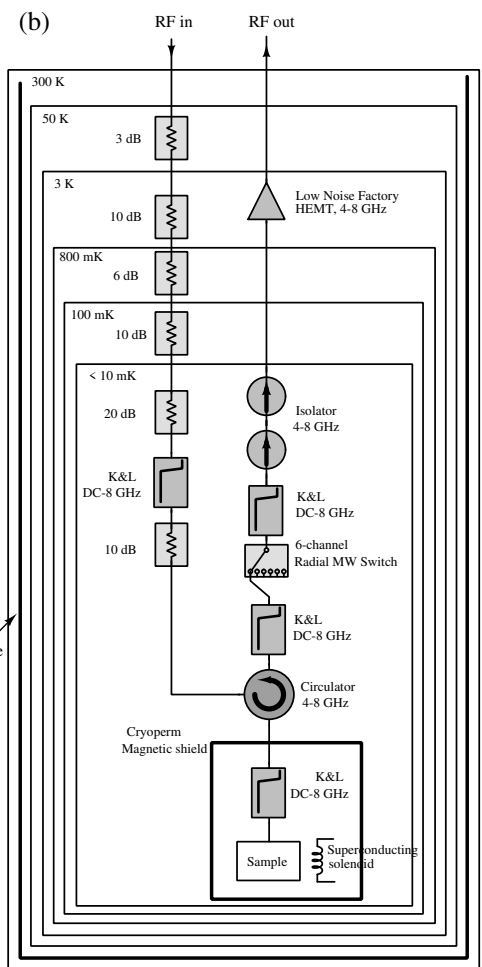 (b)
RF in
RF out
300 K
50 K
3 dB
3 K
10 dB
Low Noise Factory
HEMT, 4-8 GHz
800 mK
6 dB
100 mK
10 dB
< 10 mK
20 dB
Isolator
4-8 GHz
K&L
DC-8 GHz
K&L
DC-8 GHz
10 dB
6-channel
Radial MW Switch
K&L
DC-8 GHz
Circulator
4-8 GHz
Cryoperm
Magnetic shield
K&L
DC-8 GHz
Sample
Superconducting
solenoid